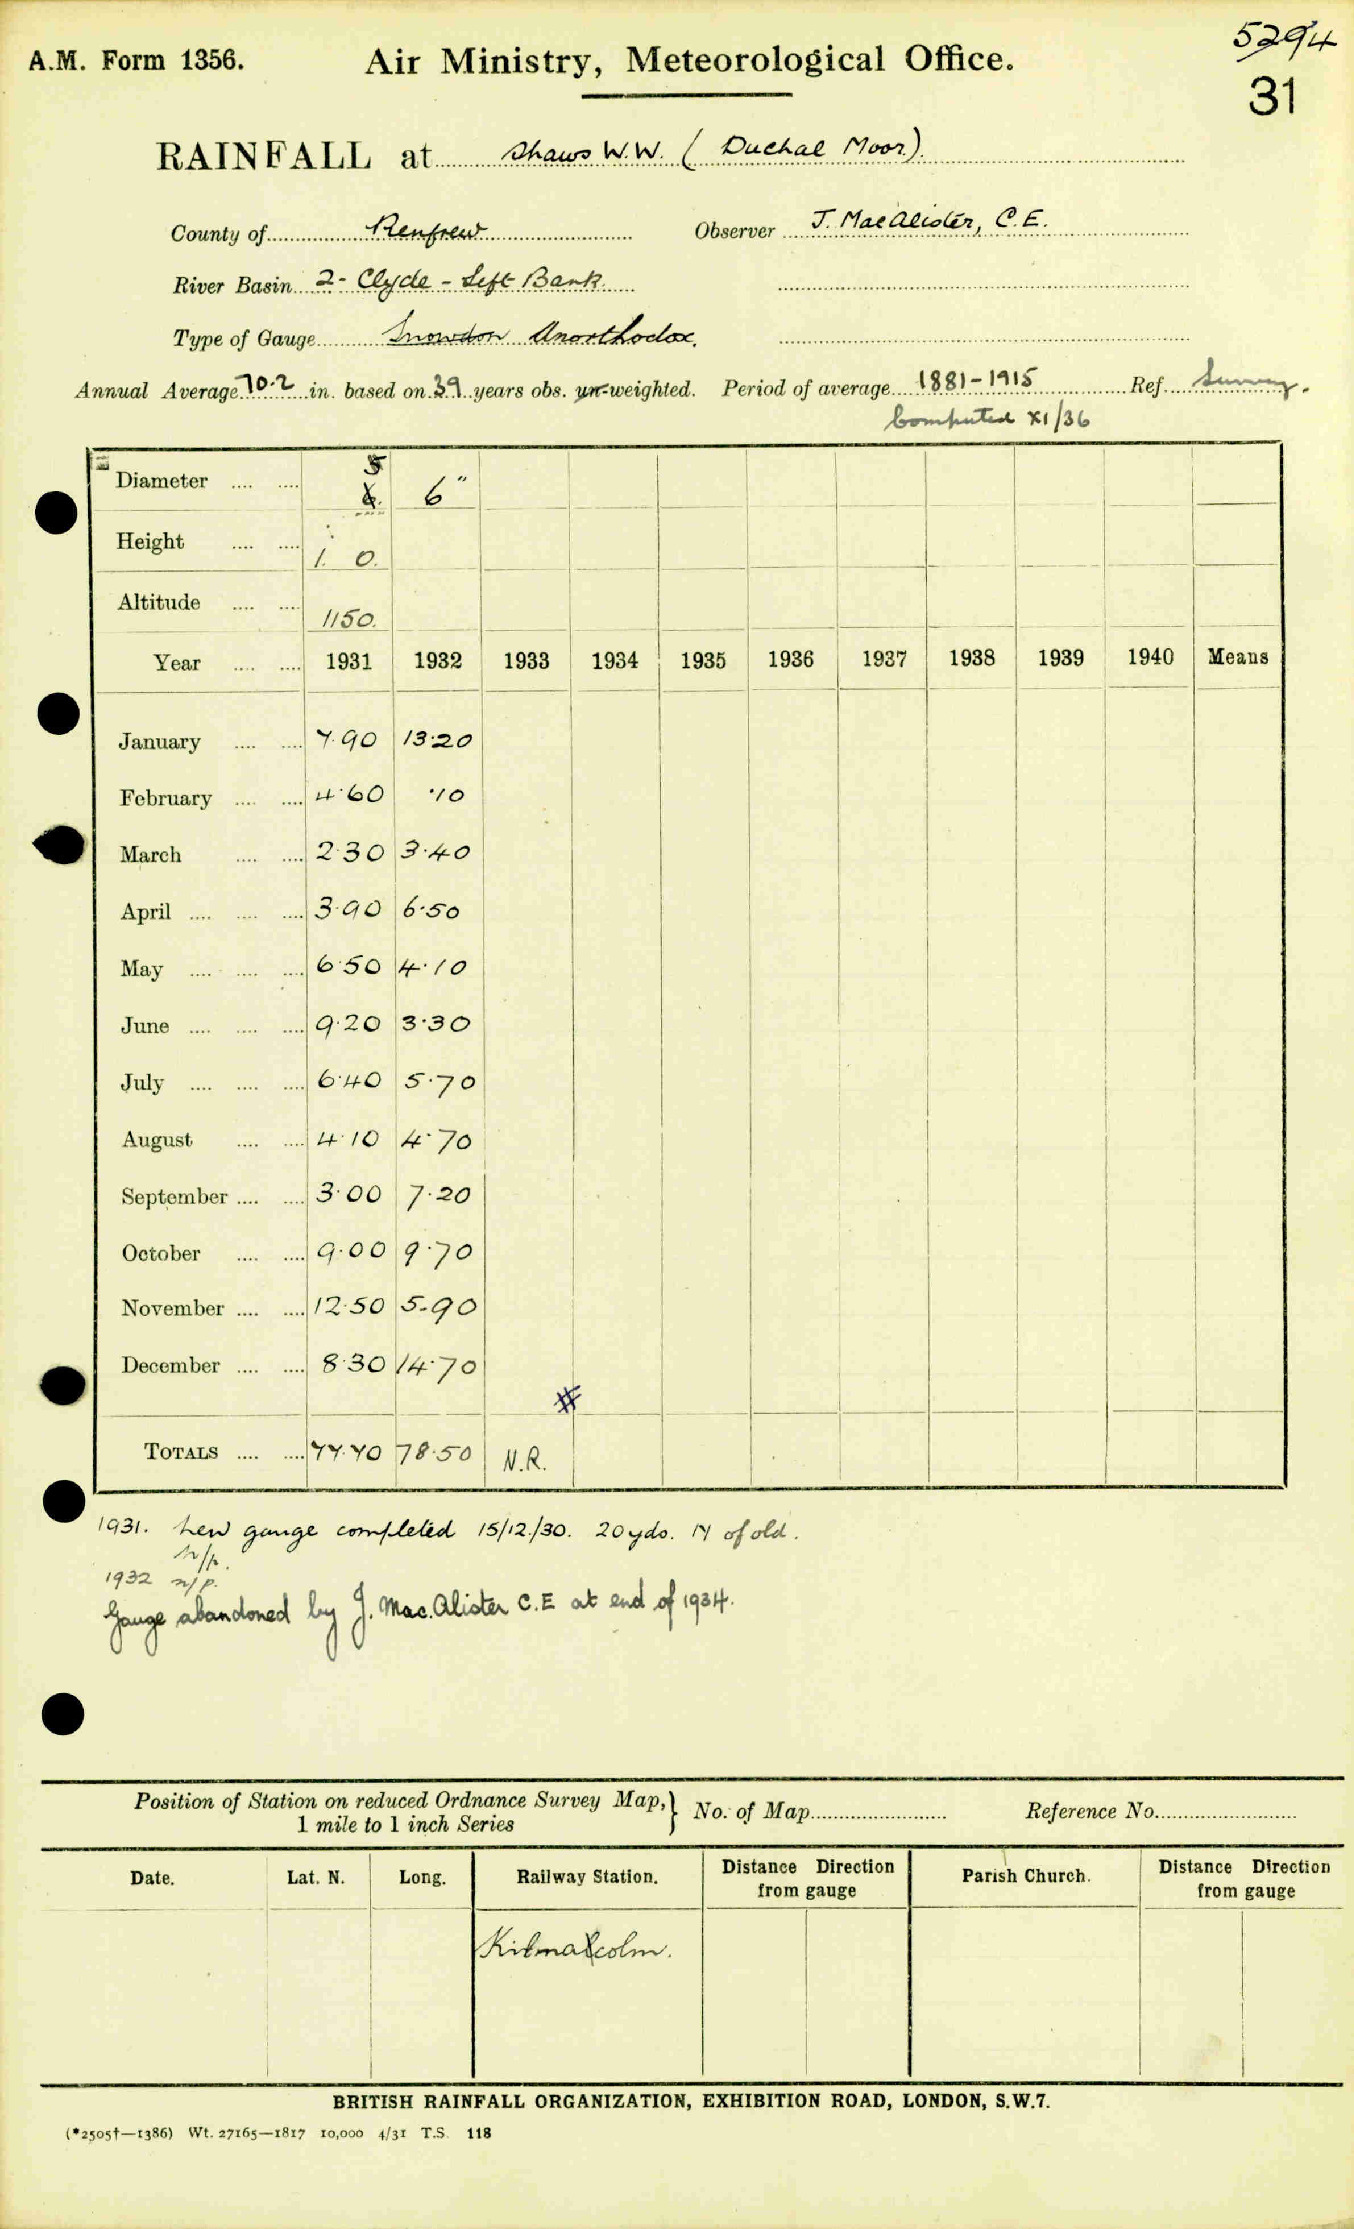 5294
A.M. Form 1356. Air Ministry, Meteorological Office.
31
RAINFALL at Shaws W.W. ( Duchal Moor).
County of Renfrew Observer J. MacAlister, C.E.
River Basin 2- Clyde - Left Bank.
Type of Gauge Snowdon Unorthodox.
Annual Average 70.2 in. based on 39 years obs. un-weighted. Period of average 1881-1915 Ref. Survey.
Computed XI/36
Diameter 5 6. 6"
Height 1. 0.
Altitude 1150.
Year 1931 1932 1933 1934 1935 1936 1937 1938 1939 1940 Means
January 7.90 13.20
February 4.60 .10
March 2.30 3.40
April 3.90 6.50
May 6.50 4.10
June 9.20 3.30
July 6.40 5.70
August 4.10 4.70
September 3.00 7.20
October 9.00 9.70
November 12.50 5.90
December 8.30 14.70
#
TOTALS 77.70 78.50 N.R.
1931. New gauge completed 15/12/30. 20 yds. N of old.
n/p.
1932 n/p.
Gauge abandoned by J. Mac.Alister C.E at end of 1934.
Position of Station on reduced Ordnance Survey Map, } No. of Map Reference No.
1 mile to 1 inch Series
Date. Lat. N. Long. Railway Station. Distance Direction from gauge Parish Church. Distance Direction from gauge
Kilmalcolm.
BRITISH RAINFALL ORGANIZATION, EXHIBITION ROAD, LONDON, S.W.7.
(*2505†—1386) Wt. 27165—1817 10,000 4/31 T.S. 118